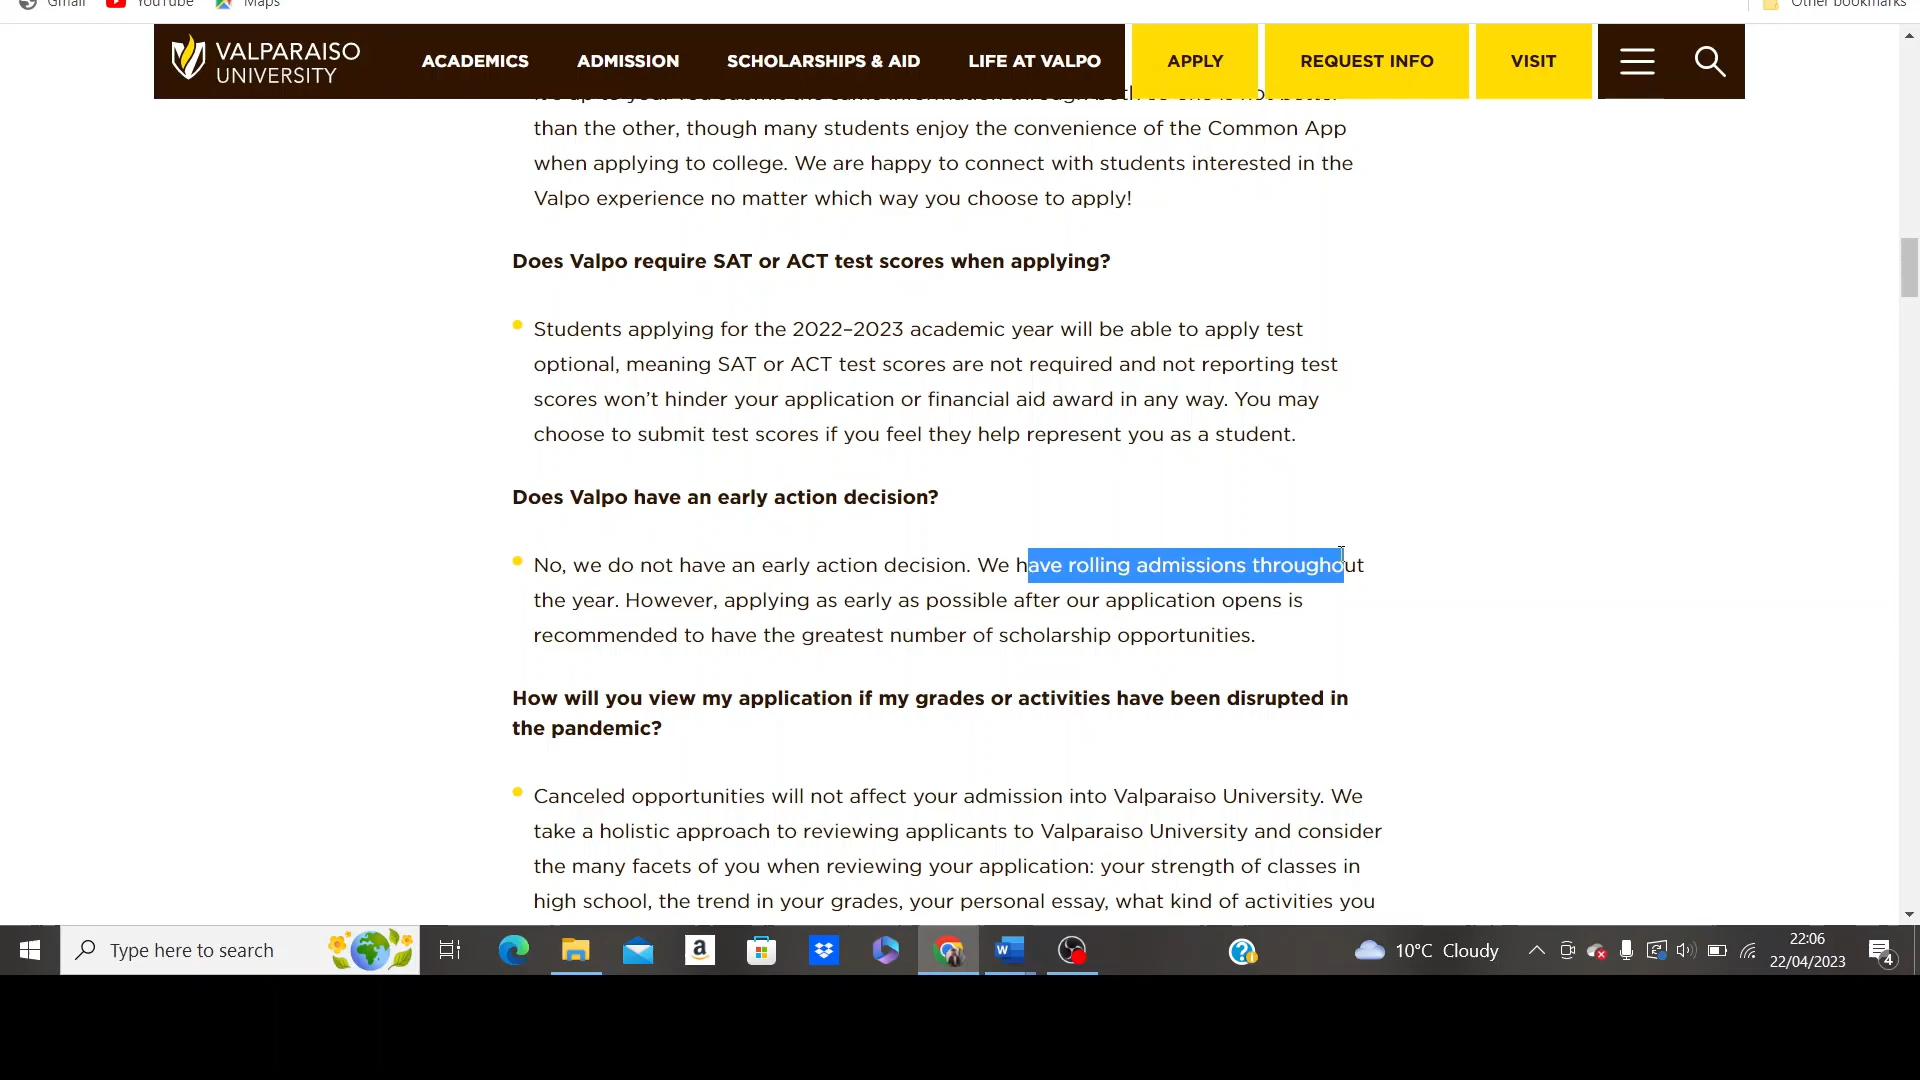 Gmail YouTube Maps Other bookmarks
VALPARAISO UNIVERSITY ACADEMICS ADMISSION SCHOLARSHIPS & AID LIFE AT VALPO APPLY REQUEST INFO VISIT
than the other, though many students enjoy the convenience of the Common App
when applying to college. We are happy to connect with students interested in the
Valpo experience no matter which way you choose to apply!
Does Valpo require SAT or ACT test scores when applying?
Students applying for the 2022–2023 academic year will be able to apply test
optional, meaning SAT or ACT test scores are not required and not reporting test
scores won’t hinder your application or financial aid award in any way. You may
choose to submit test scores if you feel they help represent you as a student.
Does Valpo have an early action decision?
No, we do not have an early action decision. We have rolling admissions throughout
the year. However, applying as early as possible after our application opens is
recommended to have the greatest number of scholarship opportunities.
How will you view my application if my grades or activities have been disrupted in
the pandemic?
Canceled opportunities will not affect your admission into Valparaiso University. We
take a holistic approach to reviewing applicants to Valparaiso University and consider
the many facets of you when reviewing your application: your strength of classes in
high school, the trend in your grades, your personal essay, what kind of activities you
Type here to search 10°C Cloudy 22:06
22/04/2023 4